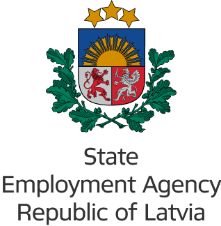 State
Employment Agency
Republic of Latvia